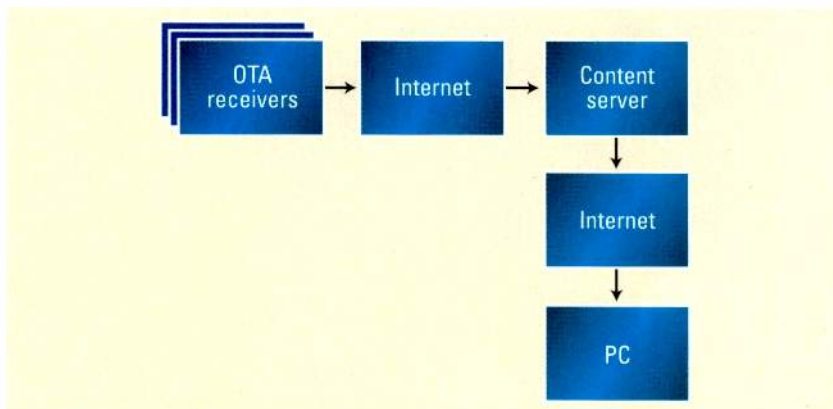 OTA
receivers
Internet
Content
server
Internet
PC